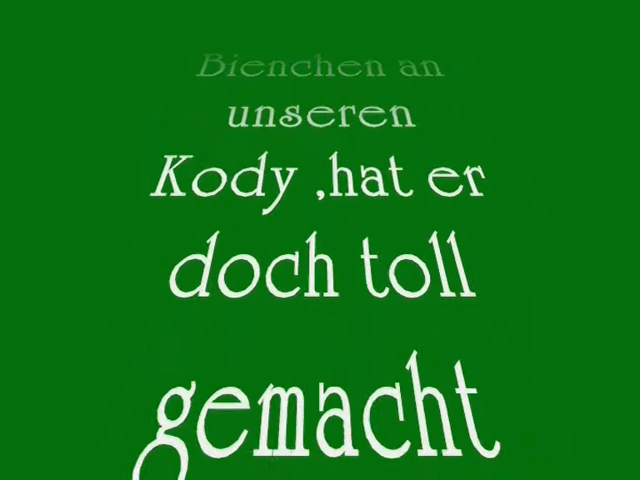 Bienchen an
unseren
Kody ,hat er
doch toll
gemacht